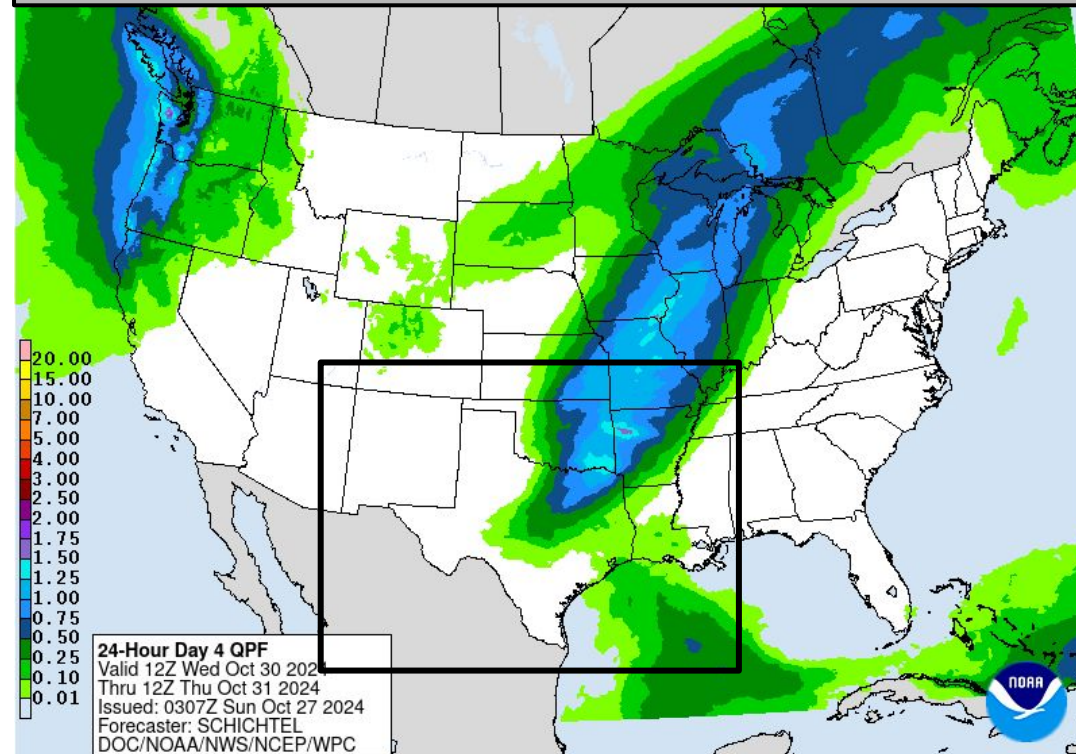 20.00
15.00
10.00
7.00
5.00
4.00
3.00
2.50
2.00
1.75
1.50
1.25
1.00
0.75
0.50
0.25
0.10
0.01
24-Hour Day 4 QPF
Valid 12Z Wed Oct 30 2024
Thru 12Z Thu Oct 31 2024
Issued: 0307Z Sun Oct 27 2024
Forecaster: SCHICHTEL
DOC/NOAA/NWS/NCEP/WPC
NOAA